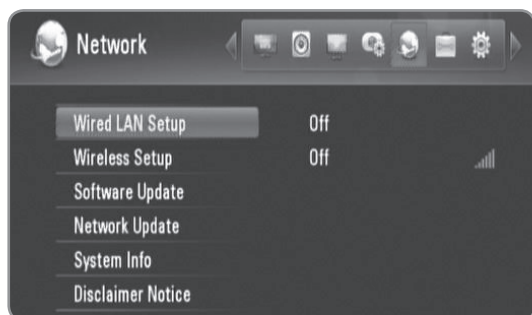 Network
Wired LAN Setup Off
Wireless Setup Off
Software Update
Network Update
System Info
Disclaimer Notice